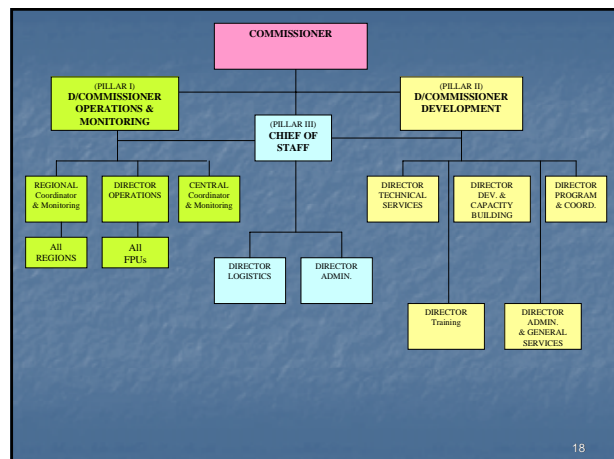 COMMISSIONER
(PILLAR I)
D/COMMISSIONER
OPERATIONS &
MONITORING
(PILLAR III)
CHIEF OF
STAFF
(PILLAR II)
D/COMMISSIONER
DEVELOPMENT
REGIONAL
Coordinator
& Monitoring
DIRECTOR
OPERATIONS
CENTRAL
Coordinator
& Monitoring
DIRECTOR
TECHNICAL
SERVICES
DIRECTOR
DEV. &
CAPACITY
BUILDING
DIRECTOR
PROGRAM
& COORD.
All
REGIONS
All
FPUs
DIRECTOR
LOGISTICS
DIRECTOR
ADMIN.
DIRECTOR
Training
DIRECTOR
ADMIN.
& GENERAL
SERVICES
18